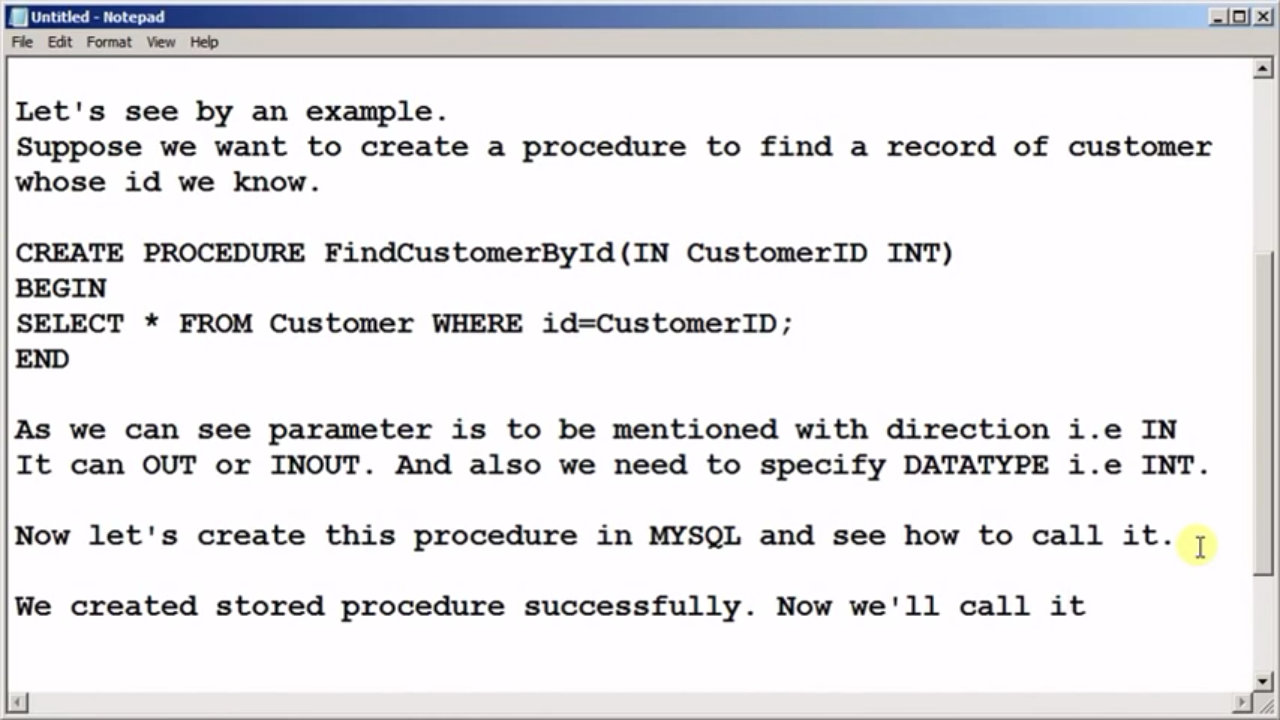 Untitled - Notepad
File Edit Format View Help
Let's see by an example.
Suppose we want to create a procedure to find a record of customer
whose id we know.
CREATE PROCEDURE FindCustomerById(IN CustomerID INT)
BEGIN
SELECT * FROM Customer WHERE id=CustomerID;
END
As we can see parameter is to be mentioned with direction i.e IN
It can OUT or INOUT. And also we need to specify DATATYPE i.e INT.
Now let's create this procedure in MYSQL and see how to call it.
We created stored procedure successfully. Now we'll call it